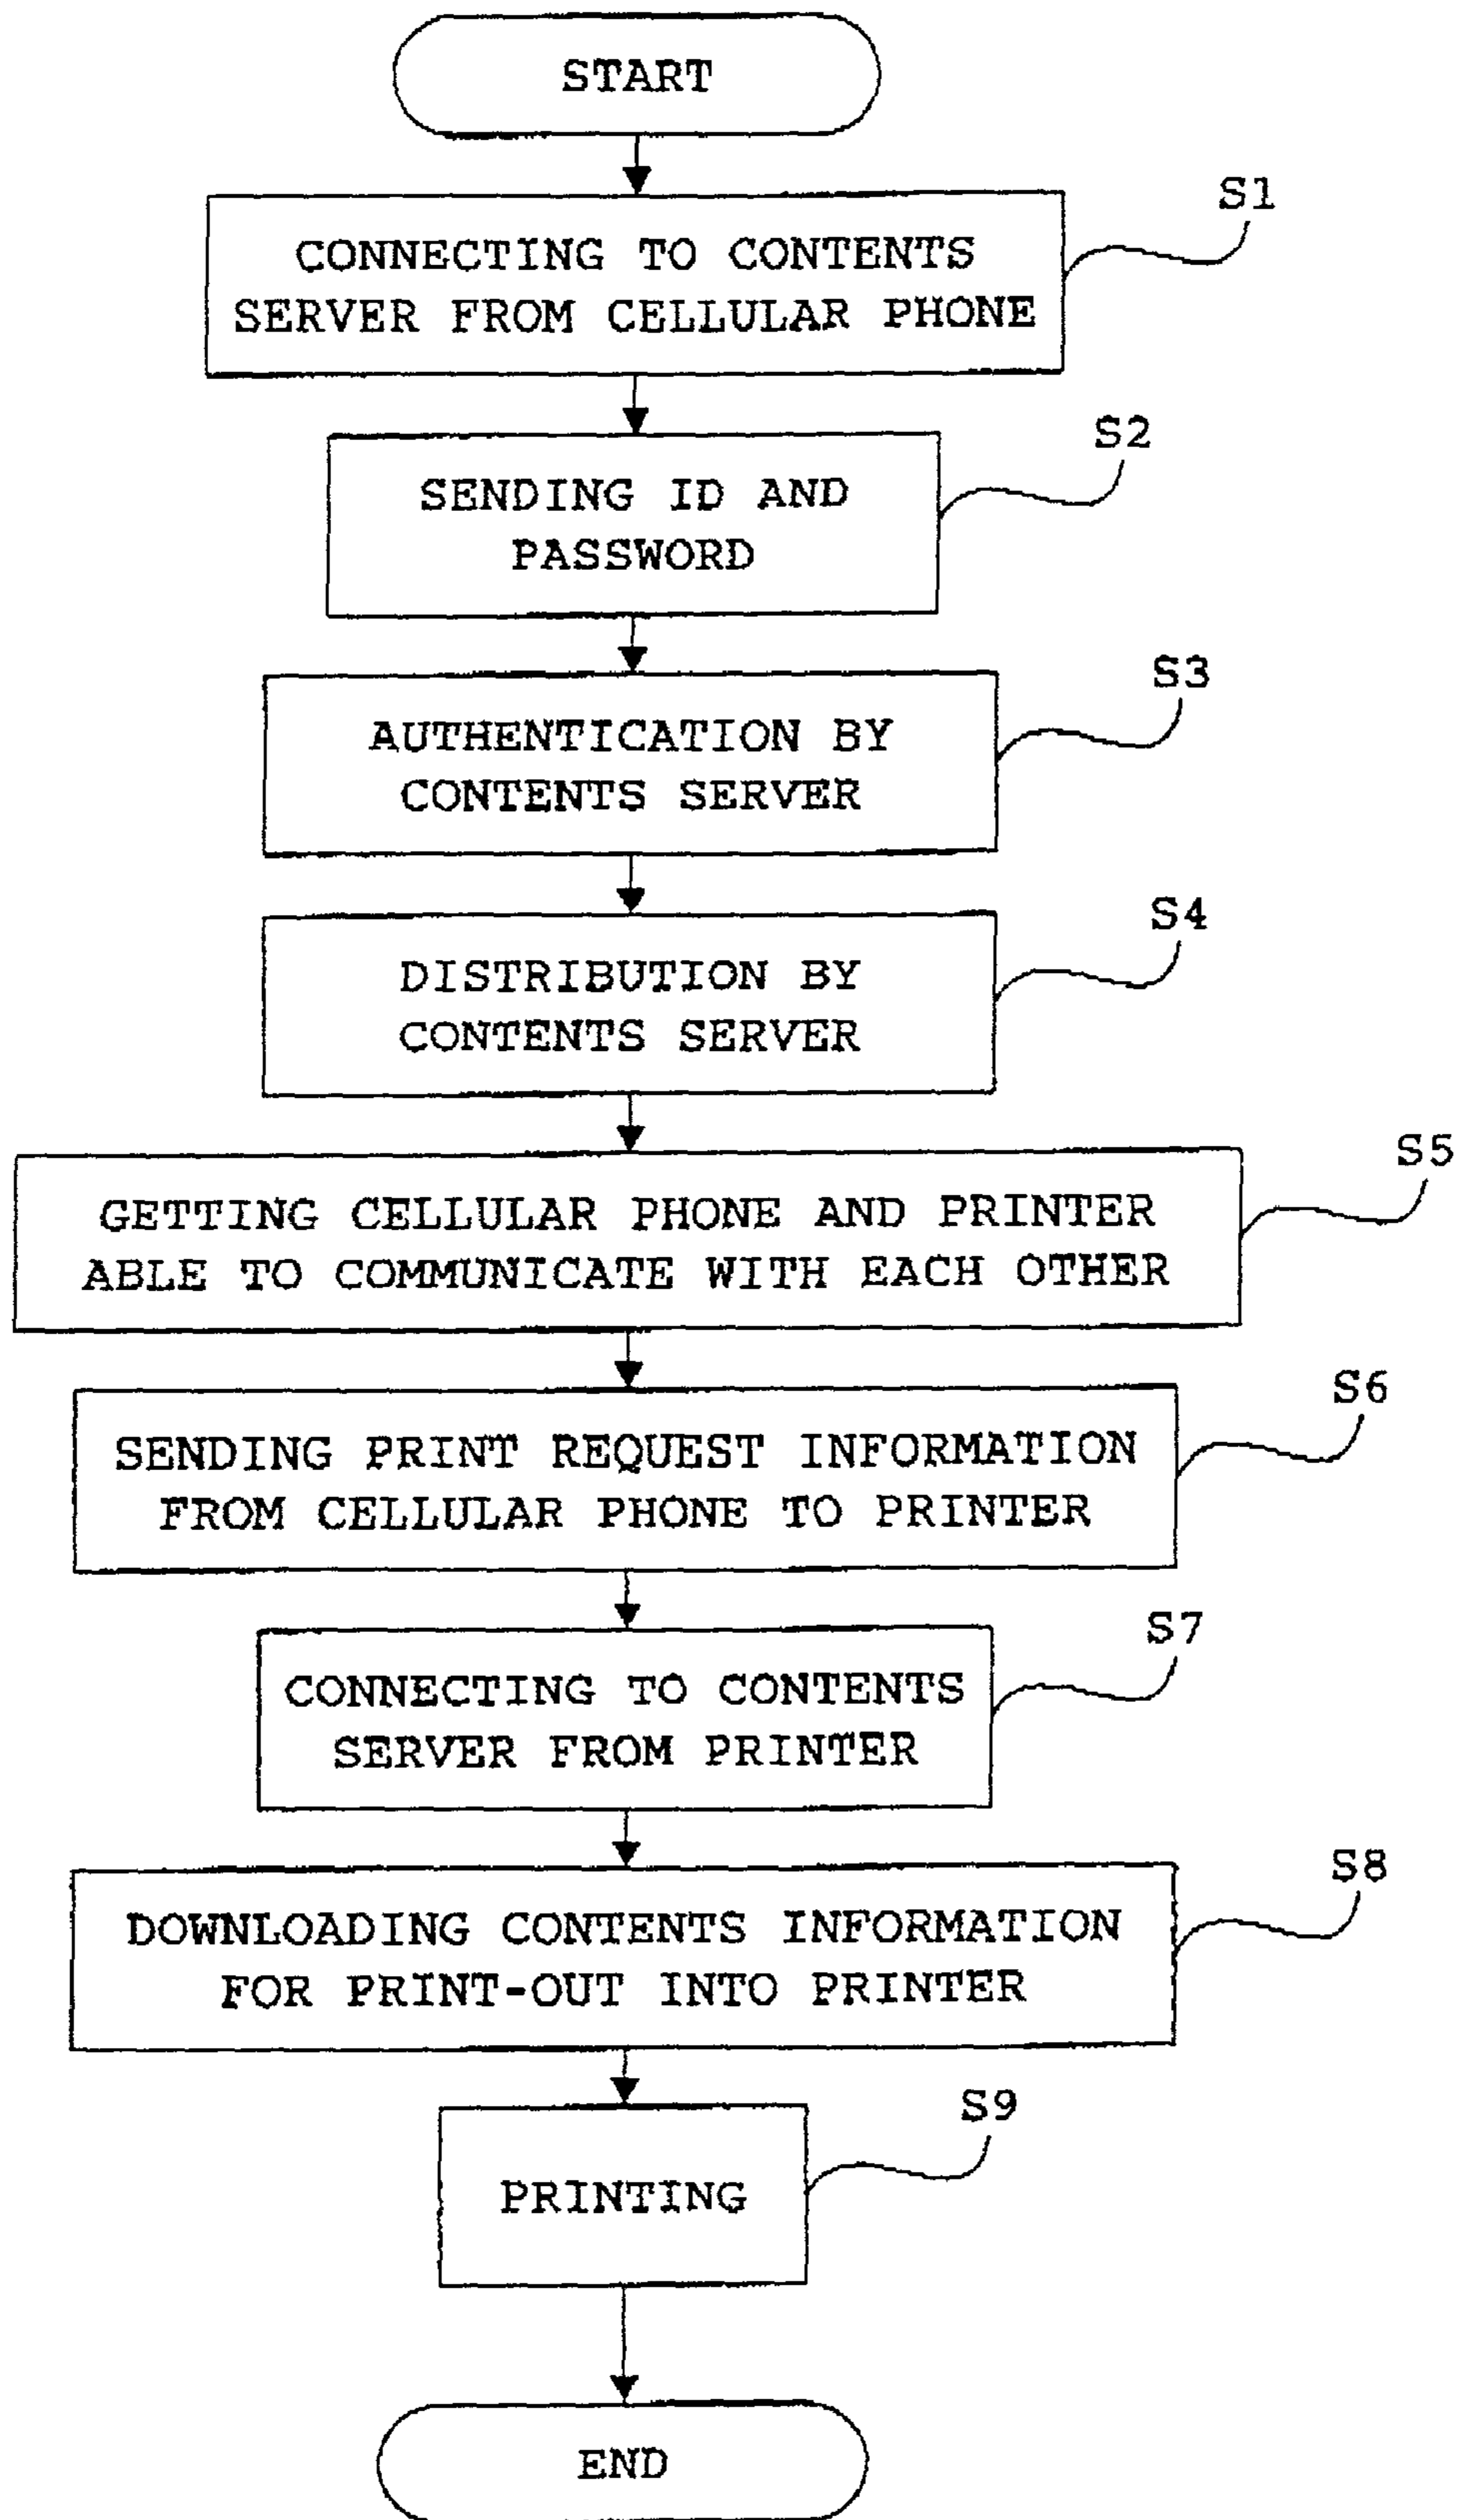 START
S1
CONNECTING TO CONTENTS
SERVER FROM CELLULAR PHONE
S2
SENDING ID AND
PASSWORD
S3
AUTHENTICATION BY
CONTENTS SERVER
S4
DISTRIBUTION BY
CONTENTS SERVER
S5
GETTING CELLULAR PHONE AND PRINTER
ABLE TO COMMUNICATE WITH EACH OTHER
S6
SENDING PRINT REQUEST INFORMATION
FROM CELLULAR PHONE TO PRINTER
S7
CONNECTING TO CONTENTS
SERVER FROM PRINTER
S8
DOWNLOADING CONTENTS INFORMATION
FOR PRINT-OUT INTO PRINTER
S9
PRINTING
END